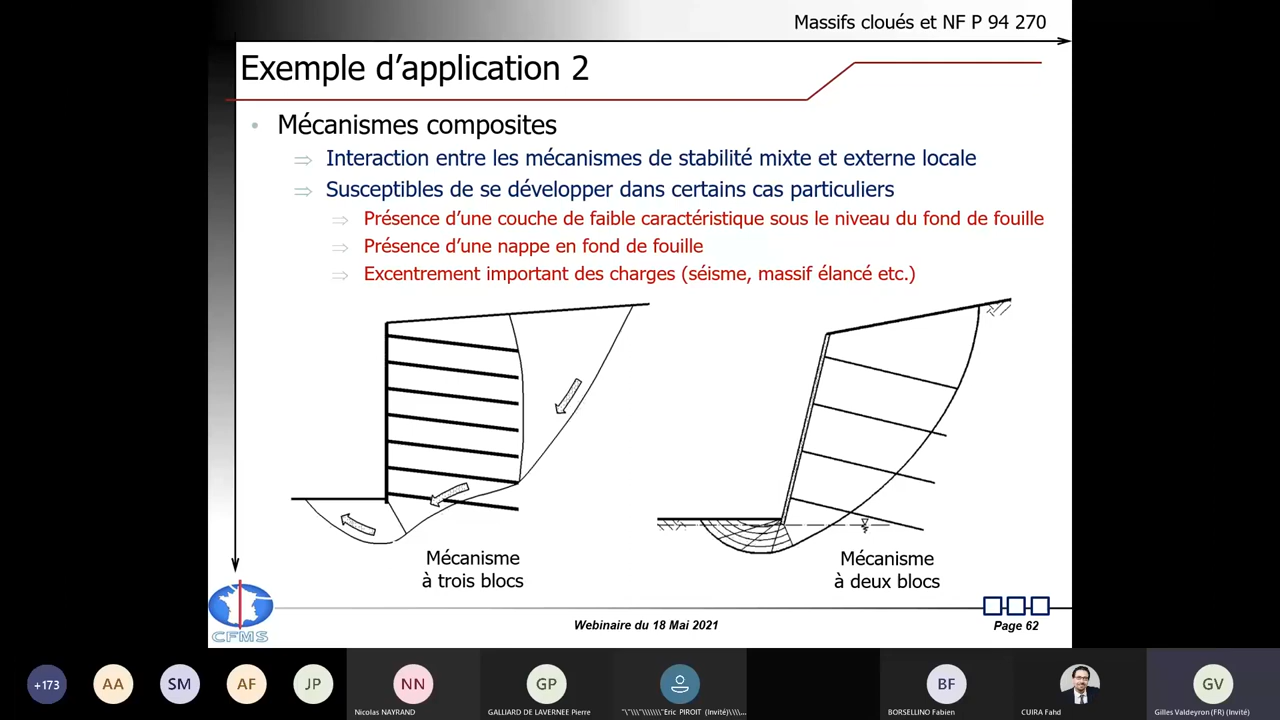 Massifs cloués et NF P 94 270
Exemple d’application 2
• Mécanismes composites
⇒ Interaction entre les mécanismes de stabilité mixte et externe locale
⇒ Susceptibles de se développer dans certains cas particuliers
⇒ Présence d’une couche de faible caractéristique sous le niveau du fond de fouille
⇒ Présence d’une nappe en fond de fouille
⇒ Excentrement important des charges (séisme, massif élancé etc.)
Mécanisme
à trois blocs
Mécanisme
à deux blocs
CFMS
Webinaire du 18 Mai 2021
Page 62
+173
AA
SM
AF
JP
NN
GP
BF
GV
Nicolas NAYRAND
GALLIARD DE LAVERNEE Pierre
"\"\\\"\\\\\\\"Eric PIROIT (Invité)\\\\...
BORSELLINO Fabien
CUIRA Fahd
Gilles Valdeyron (FR) (Invité)